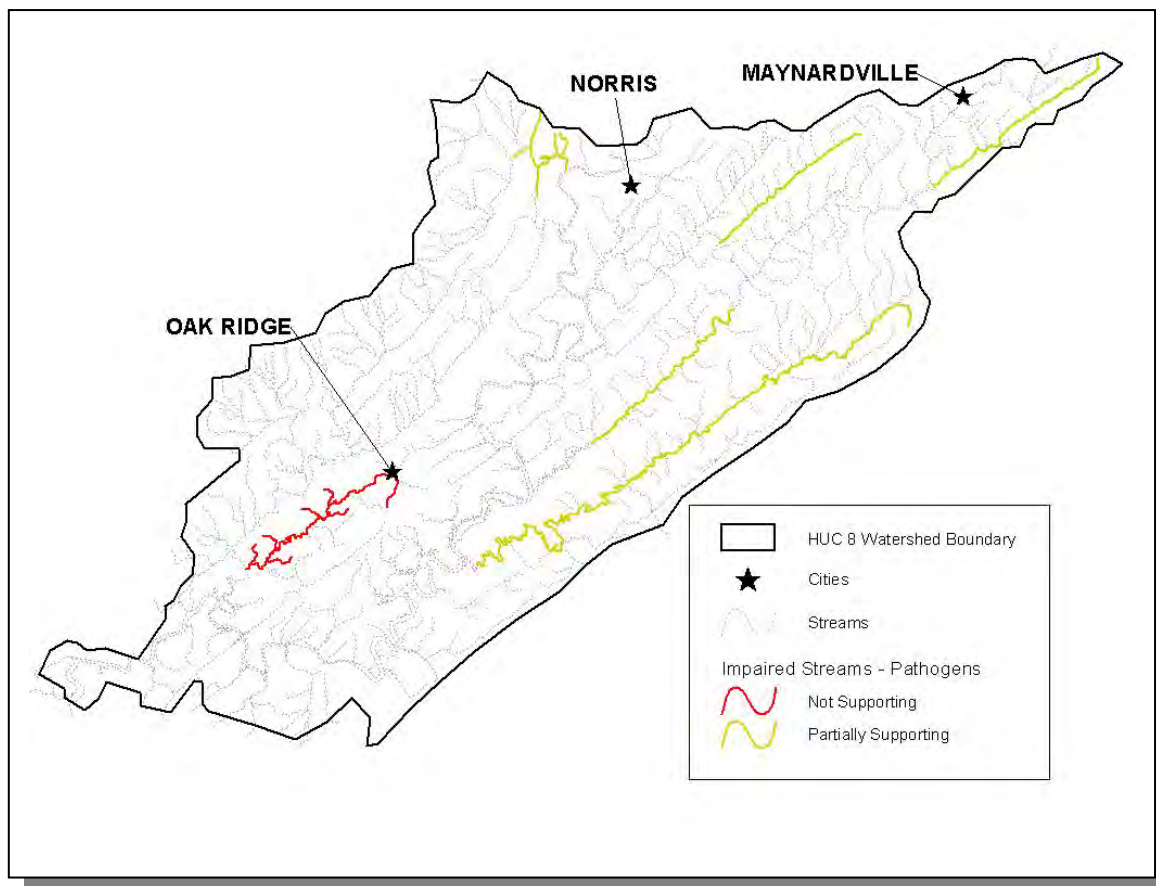 MAYNARDVILLE
NORRIS
OAK RIDGE
HUC 8 Watershed Boundary
Cities
Streams
Impaired Streams - Pathogens
Not Supporting
Partially Supporting